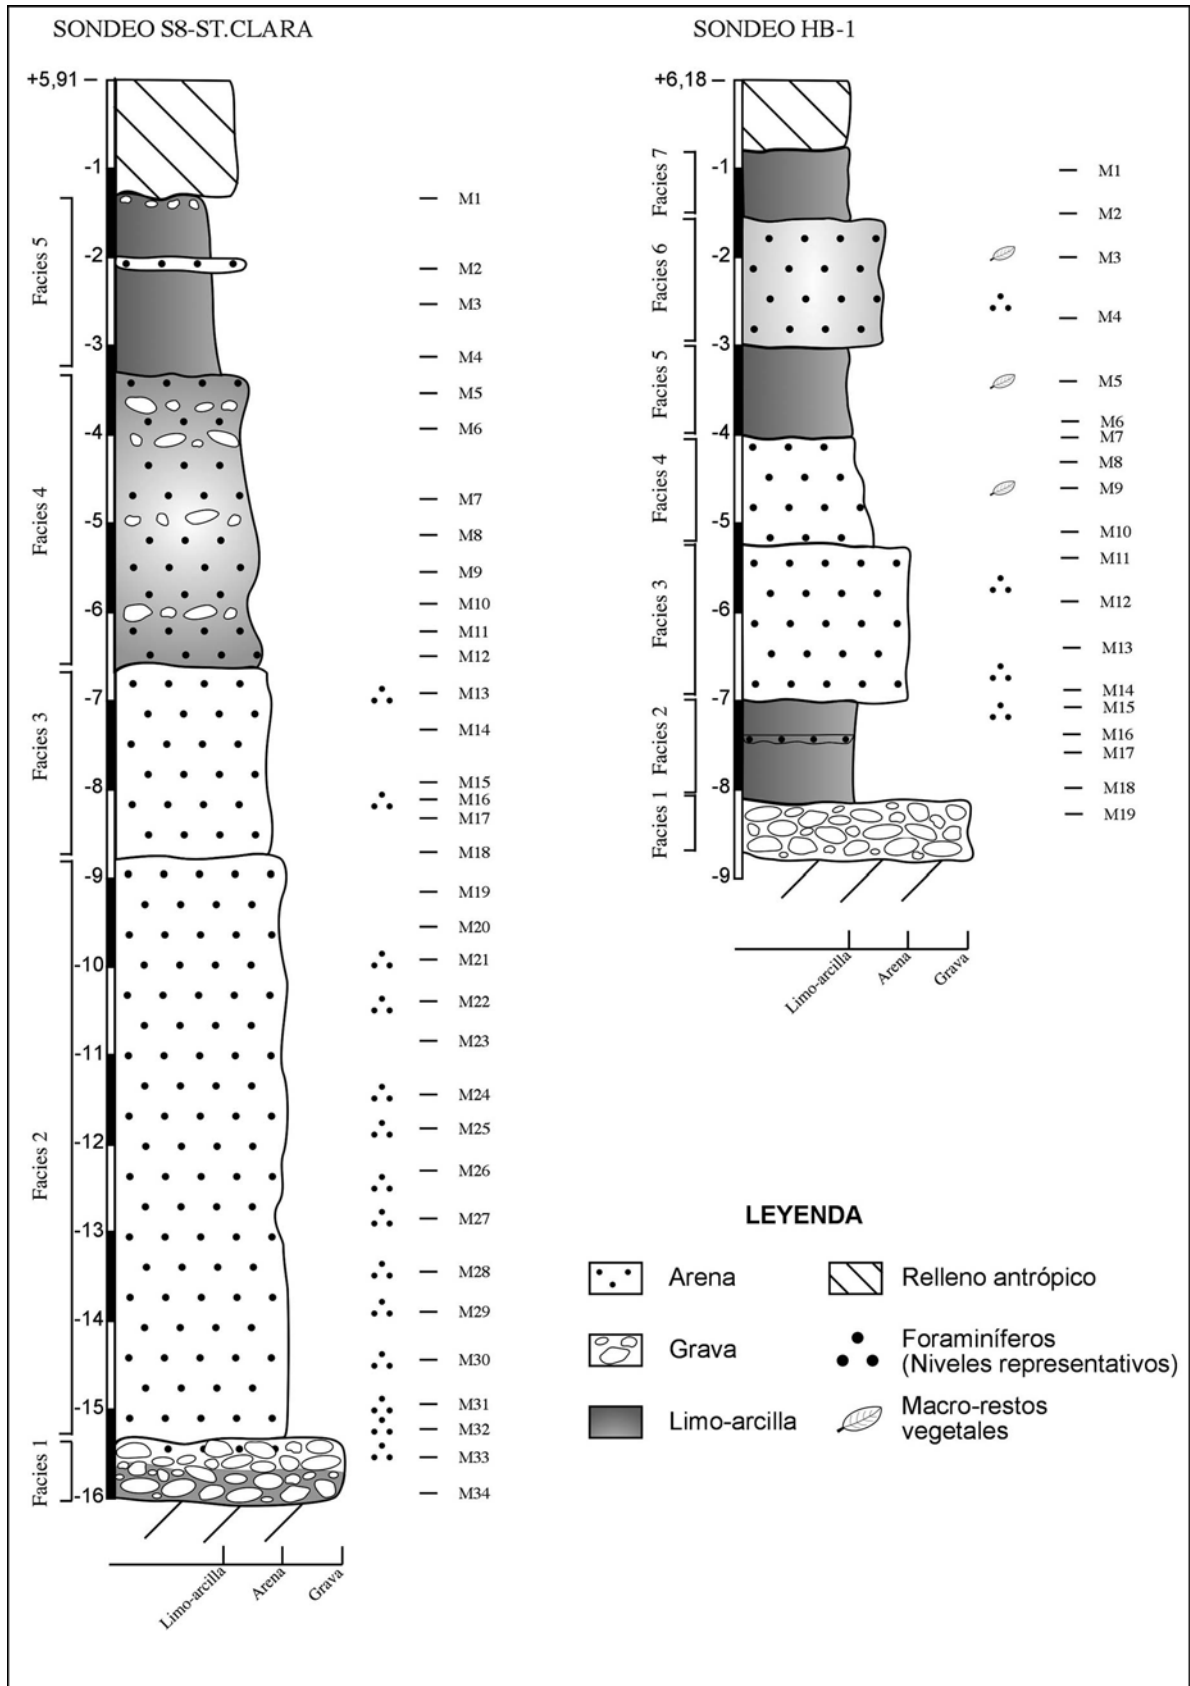 SONDEO S8-ST.CLARA
+5,91
-1
-2
-3
-4
-5
-6
-7
-8
-9
-10
-11
-12
-13
-14
-15
-16
Facies 5
Facies 4
Facies 3
Facies 2
Facies 1
M1
M2
M3
M4
M5
M6
M7
M8
M9
M10
M11
M12
M13
M14
M15
M16
M17
M18
M19
M20
M21
M22
M23
M24
M25
M26
M27
M28
M29
M30
M31
M32
M33
M34
Limo-arcilla
Arena
Grava
SONDEO HB-1
+6,18
-1
-2
-3
-4
-5
-6
-7
-8
-9
Facies 7
Facies 6
Facies 5
Facies 4
Facies 3
Facies 2
Facies 1
M1
M2
M3
M4
M5
M6
M7
M8
M9
M10
M11
M12
M13
M14
M15
M16
M17
M18
M19
Limo-arcilla
Arena
Grava
LEYENDA
Arena
Grava
Limo-arcilla
Relleno antrópico
Foraminíferos
(Niveles representativos)
Macro-restos
vegetales